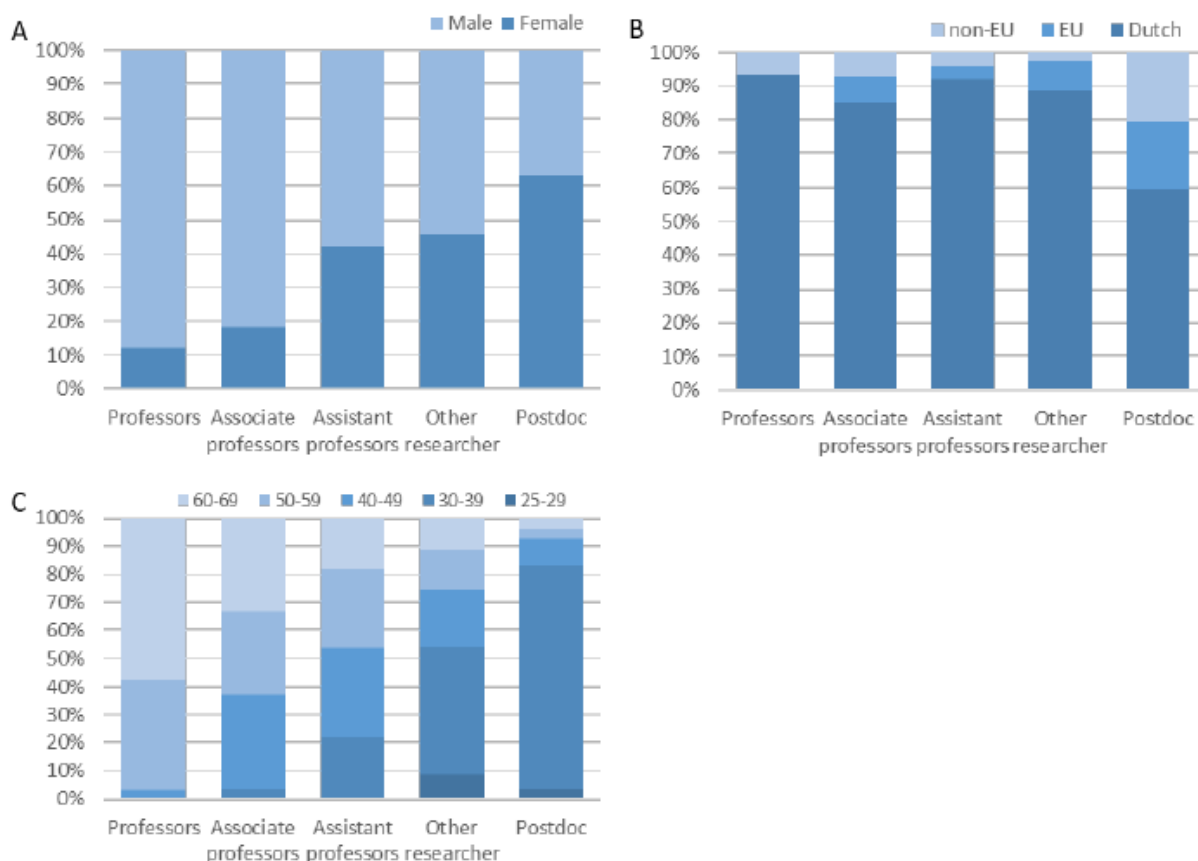 A
Male Female
100%
90%
80%
70%
60%
50%
40%
30%
20%
10%
0%
Professors Associate Assistant Other Postdoc
professors professors researcher
B
non-EU EU Dutch
100%
90%
80%
70%
60%
50%
40%
30%
20%
10%
0%
Professors Associate Assistant Other Postdoc
professors professors researcher
C
60-69 50-59 40-49 30-39 25-29
100%
90%
80%
70%
60%
50%
40%
30%
20%
10%
0%
Professors Associate Assistant Other Postdoc
professors professors researcher